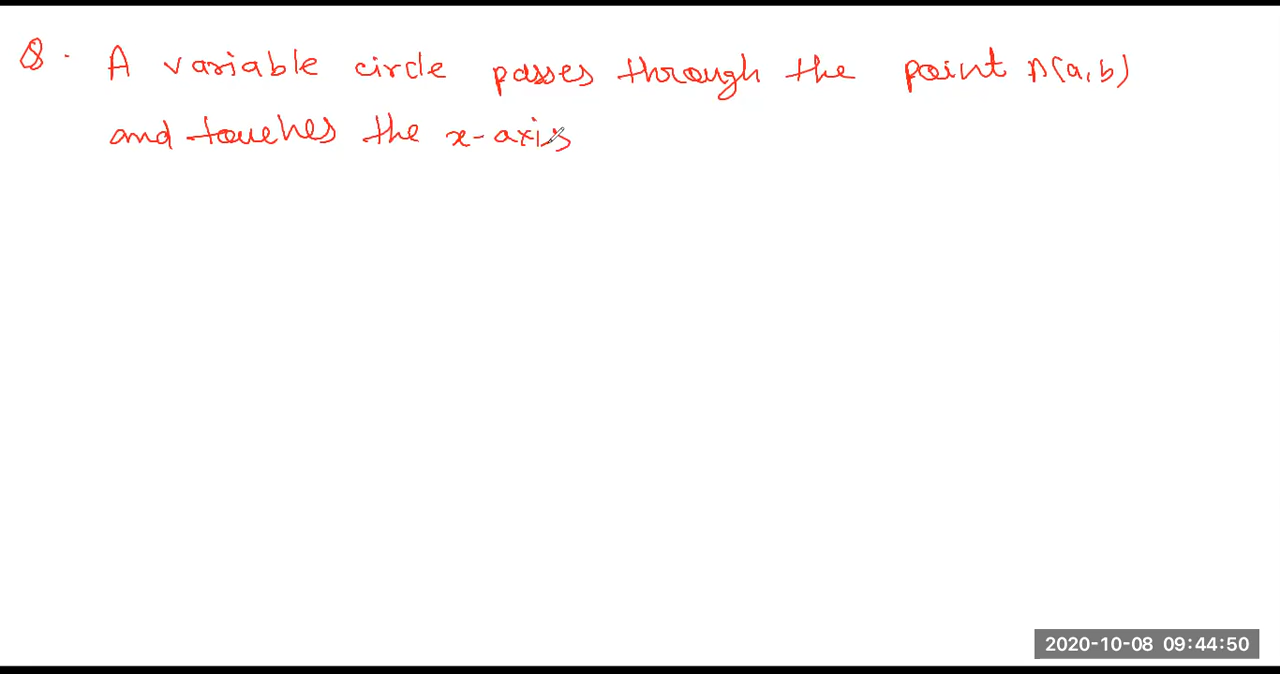 Q. A variable circle passes through the point A(a,b)
and touches the x-axis
2020-10-08 09:44:50